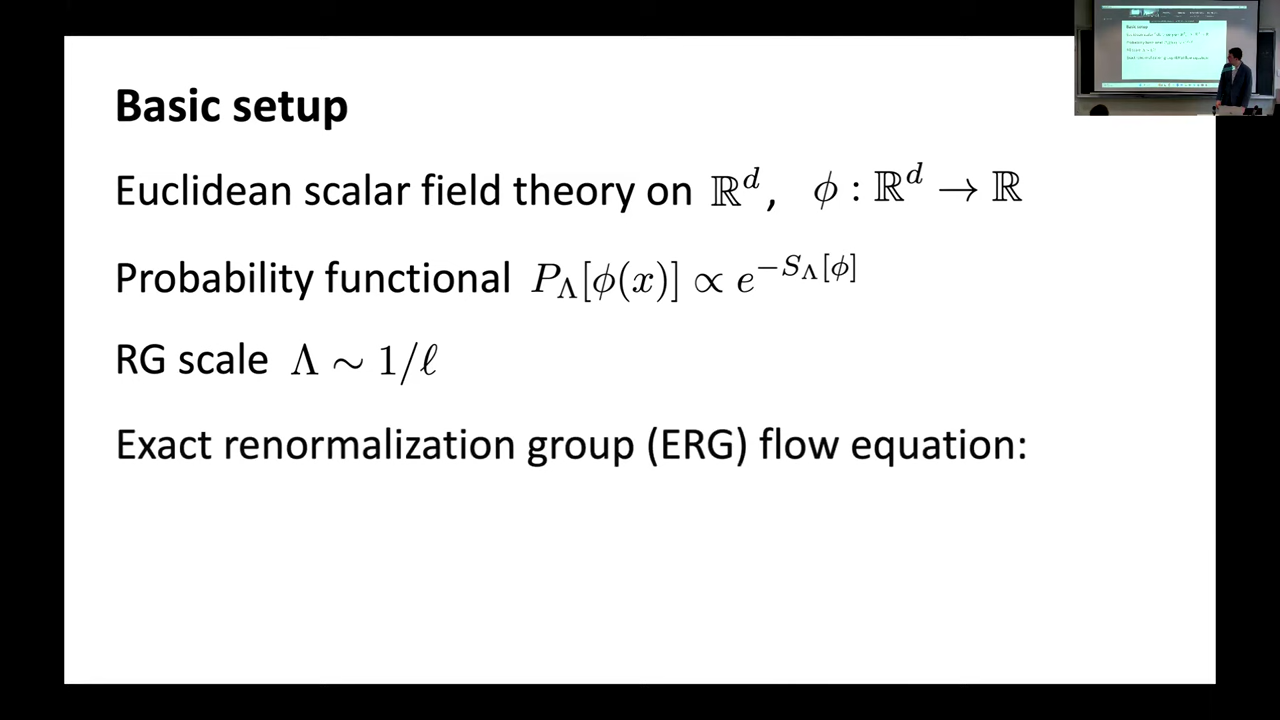 Basic setup
Euclidean scalar field theory on ℝ^d, ϕ : ℝ^d → ℝ
Probability functional P_Λ[ϕ(x)] ∝ e^{−S_Λ[ϕ]}
RG scale Λ ∼ 1/ℓ
Exact renormalization group (ERG) flow equation: